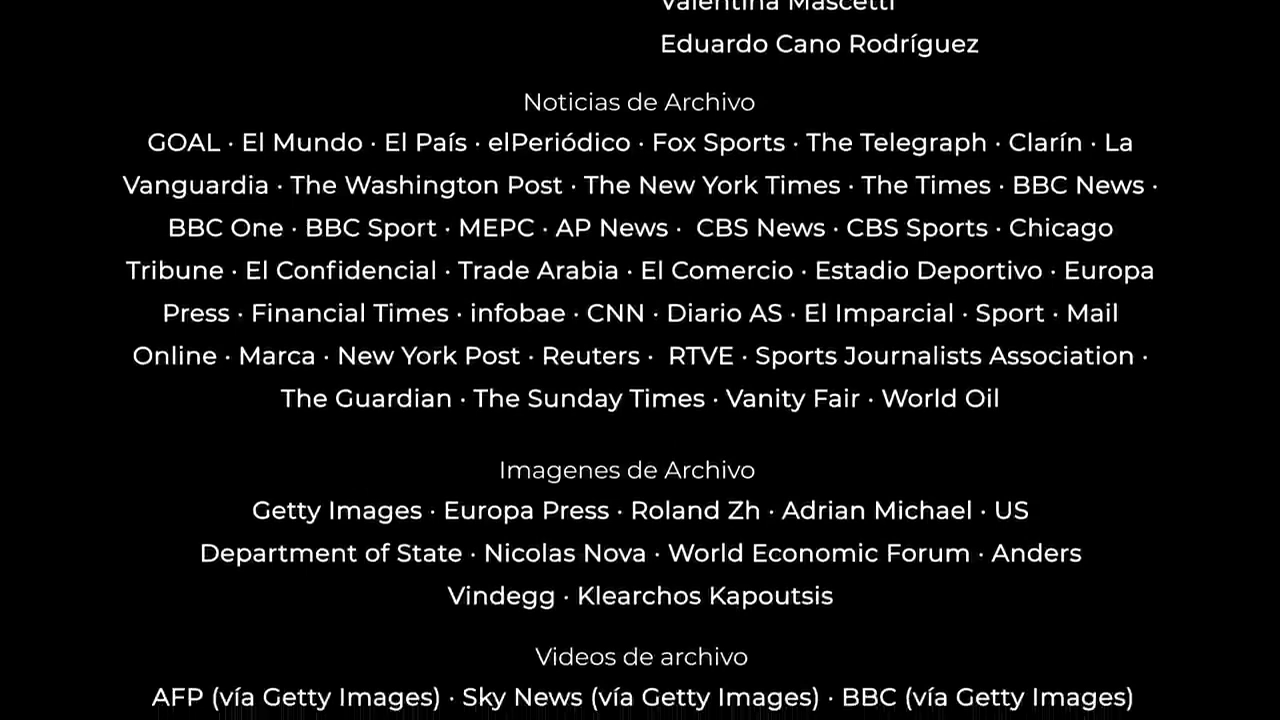 Valentina Mascetti
Eduardo Cano Rodríguez
Noticias de Archivo
GOAL · El Mundo · El País · elPeriódico · Fox Sports · The Telegraph · Clarín · La
Vanguardia · The Washington Post · The New York Times · The Times · BBC News ·
BBC One · BBC Sport · MEPC · AP News · CBS News · CBS Sports · Chicago
Tribune · El Confidencial · Trade Arabia · El Comercio · Estadio Deportivo · Europa
Press · Financial Times · infobae · CNN · Diario AS · El Imparcial · Sport · Mail
Online · Marca · New York Post · Reuters · RTVE · Sports Journalists Association ·
The Guardian · The Sunday Times · Vanity Fair · World Oil
Imagenes de Archivo
Getty Images · Europa Press · Roland Zh · Adrian Michael · US
Department of State · Nicolas Nova · World Economic Forum · Anders
Vindegg · Klearchos Kapoutsis
Videos de archivo
AFP (vía Getty Images) · Sky News (vía Getty Images) · BBC (vía Getty Images)